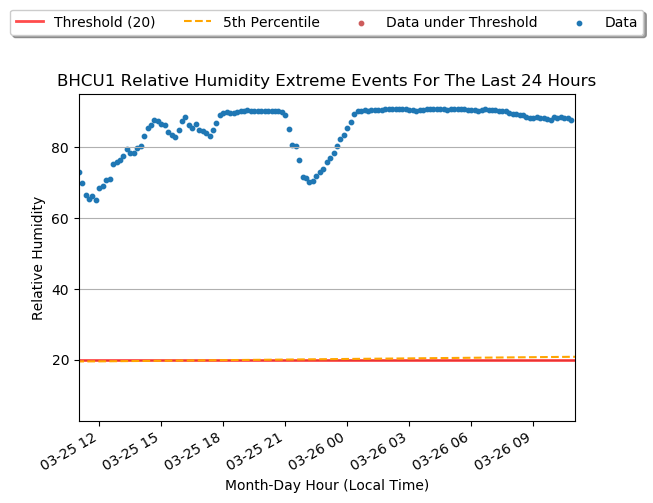 Threshold (20) 5th Percentile Data under Threshold Data
BHCU1 Relative Humidity Extreme Events For The Last 24 Hours
Relative Humidity
80
60
40
20
03-25 12 03-25 15 03-25 18 03-25 21 03-26 00 03-26 03 03-26 06 03-26 09
Month-Day Hour (Local Time)